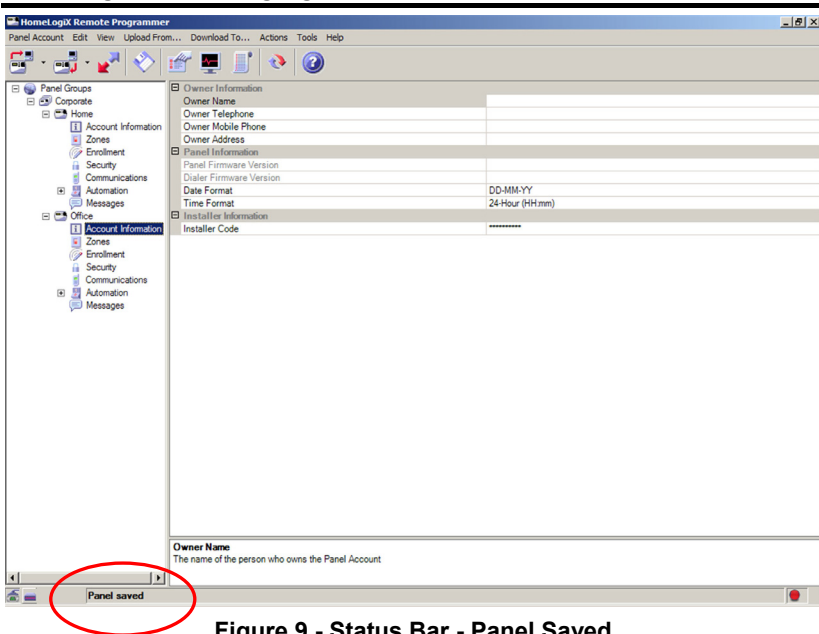 HomeLogiX Remote Programmer
Panel Account Edit View Upload From... Download To... Actions Tools Help
Panel Groups
Corporate
Home
Account Information
Zones
Enrollment
Security
Communications
Automation
Messages
Office
Account Information
Zones
Enrollment
Security
Communications
Automation
Messages
Owner Information
Owner Name
Owner Telephone
Owner Mobile Phone
Owner Address
Panel Information
Panel Firmware Version
Dialer Firmware Version
Date Format DD-MM-YY
Time Format 24-Hour (HH:mm)
Installer Information
Installer Code **********
Owner Name
The name of the person who owns the Panel Account
Panel saved
Figure 9 - Status Bar - Panel Saved